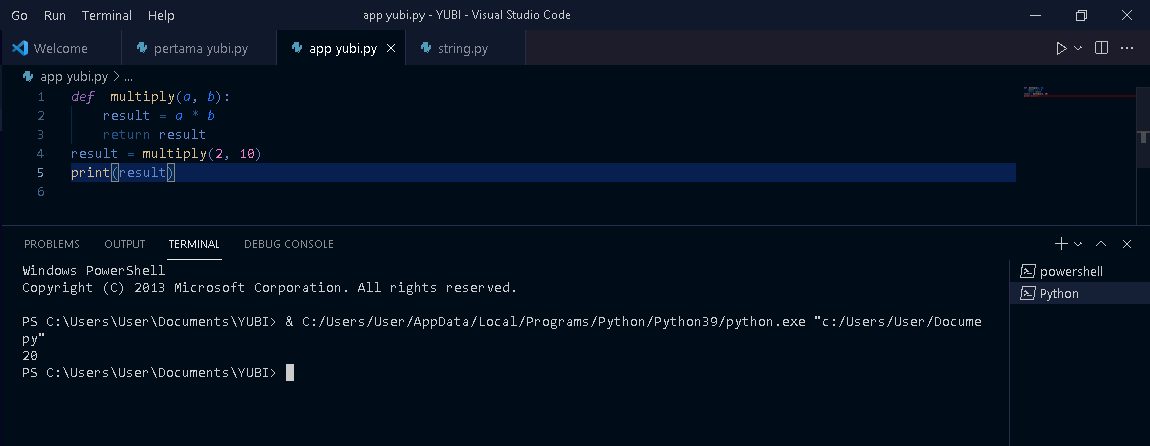 Go Run Terminal Help app yubi.py - YUBI - Visual Studio Code
Welcome pertama yubi.py app yubi.py string.py
app yubi.py > ...
1 def multiply(a, b):
2 result = a * b
3 return result
4 result = multiply(2, 10)
5 print(result)
6
PROBLEMS OUTPUT TERMINAL DEBUG CONSOLE
Windows PowerShell
Copyright (C) 2013 Microsoft Corporation. All rights reserved.
PS C:\Users\User\Documents\YUBI> & C:/Users/User/AppData/Local/Programs/Python/Python39/python.exe "c:/Users/User/Docume
py"
20
PS C:\Users\User\Documents\YUBI>
powershell
Python